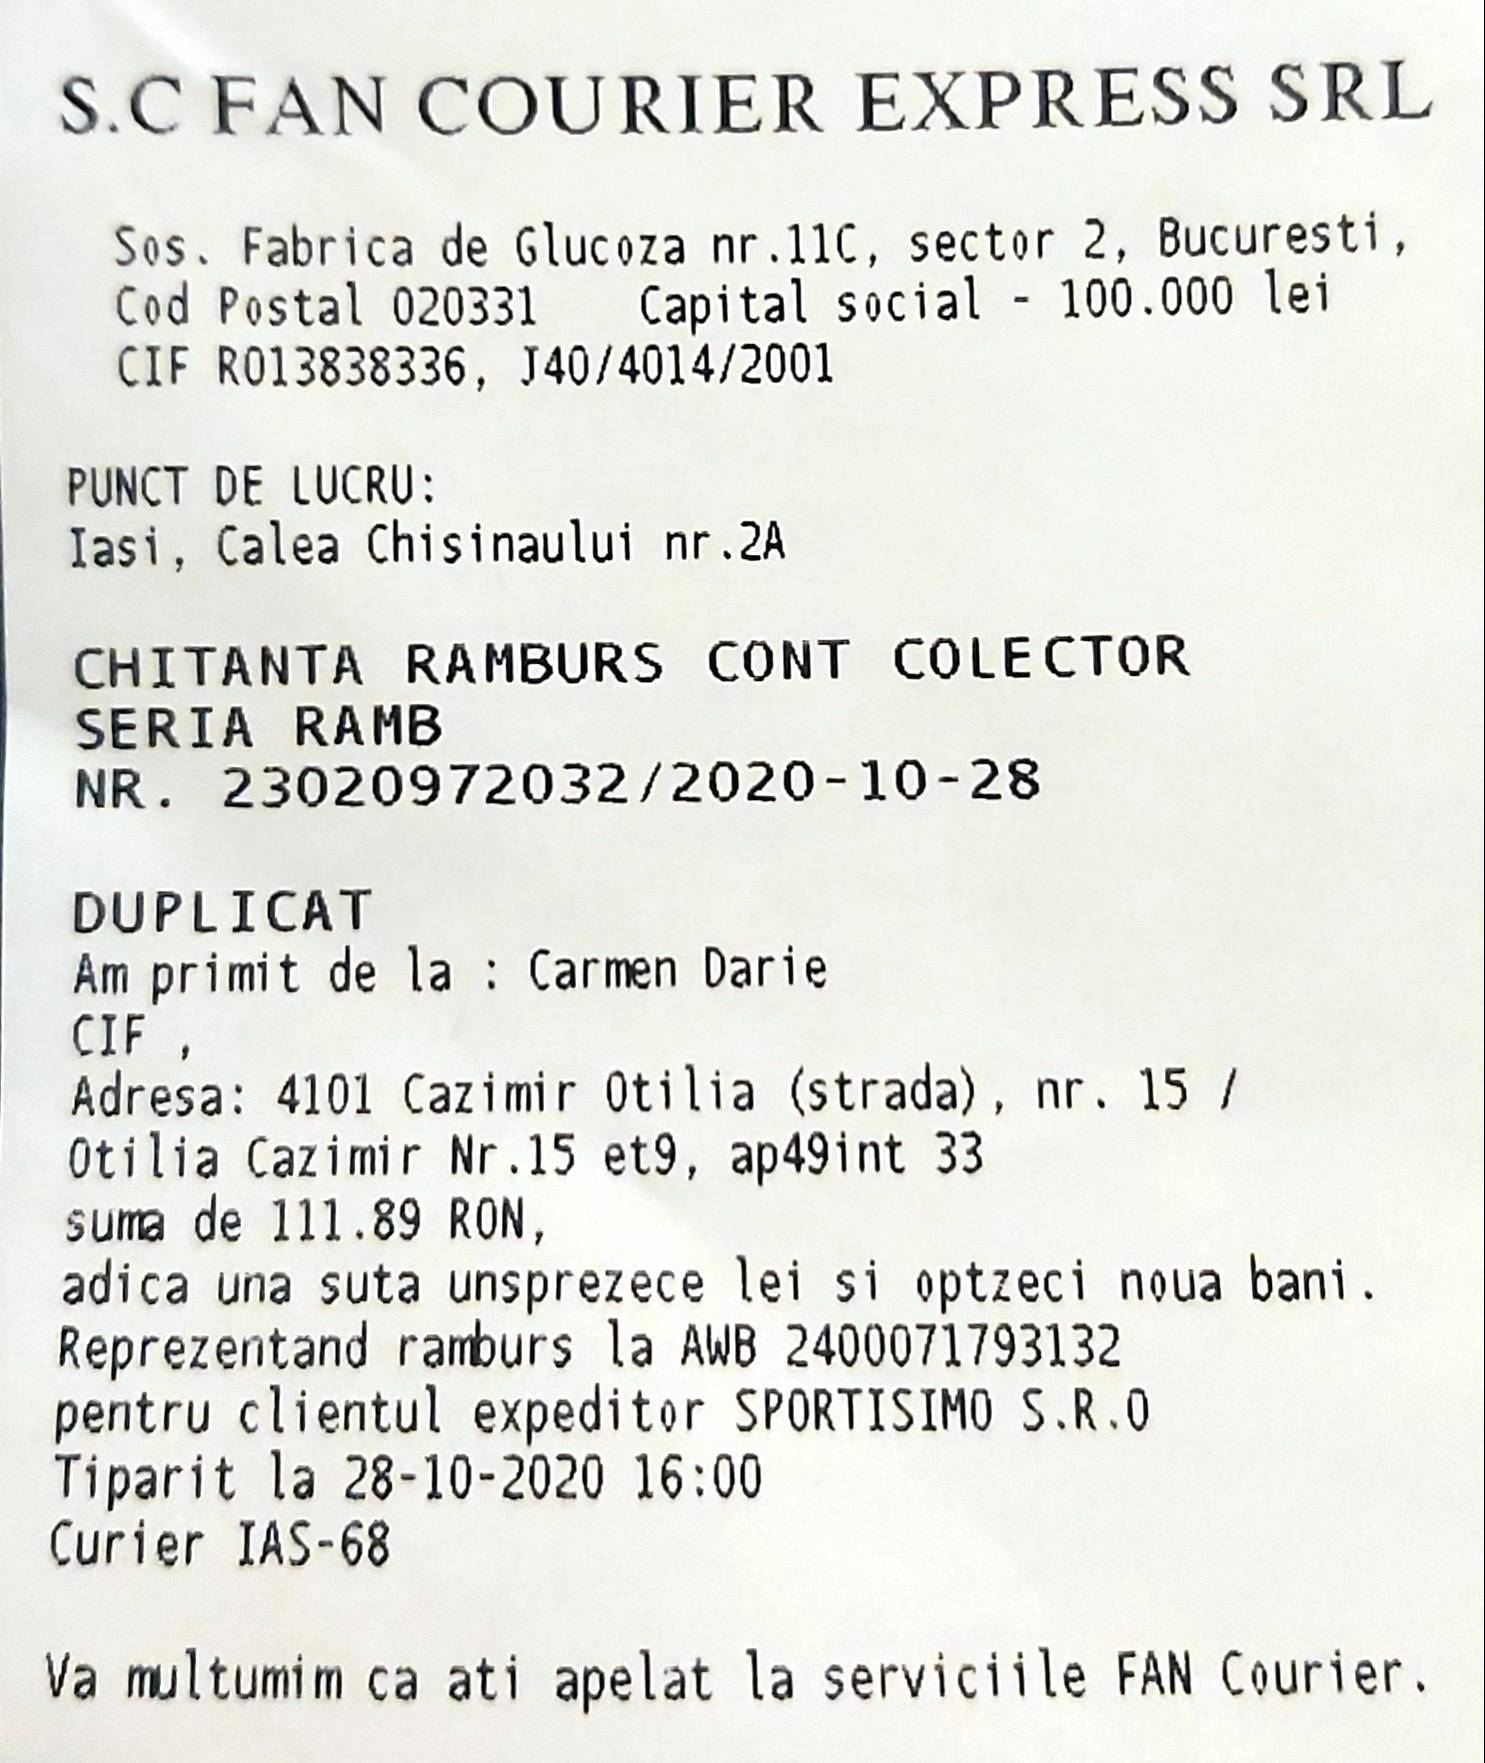 S.C FAN COURIER EXPRESS SRL
Sos. Fabrica de Glucoza nr.11C, sector 2, Bucuresti,
Cod Postal 020331 Capital social - 100.000 lei
CIF RO13838336, J40/4014/2001
PUNCT DE LUCRU:
Iasi, Calea Chisinaului nr.2A
CHITANTA RAMBURS CONT COLECTOR
SERIA RAMB
NR. 23020972032/2020-10-28
DUPLICAT
Am primit de la : Carmen Darie
CIF ,
Adresa: 4101 Cazimir Otilia (strada), nr. 15 /
Otilia Cazimir Nr.15 et9, ap49int 33
suma de 111.89 RON,
adica una suta unsprezece lei si optzeci noua bani.
Reprezentand ramburs la AWB 2400071793132
pentru clientul expeditor SPORTISIMO S.R.O
Tiparit la 28-10-2020 16:00
Curier IAS-68
Va multumim ca ati apelat la serviciile FAN Courier.